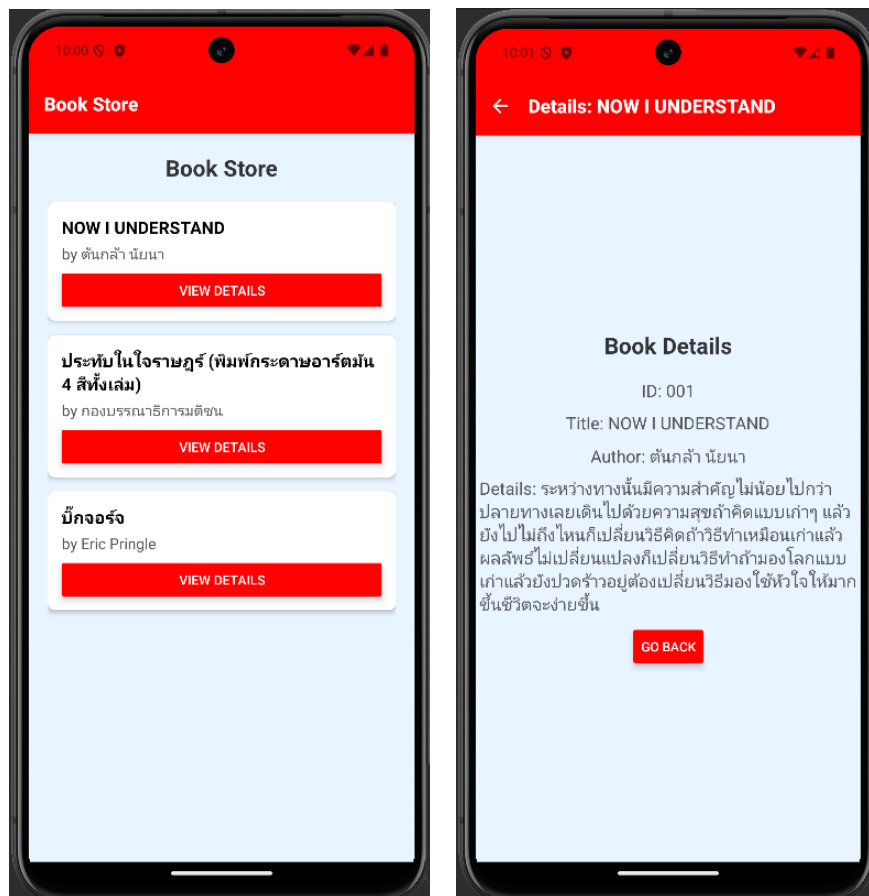 10:00
Book Store
Book Store
NOW I UNDERSTAND
by ต้นกล้า นัยนา
VIEW DETAILS
ประทับในใจราษฎร์ (พิมพ์กระดาษอาร์ตมัน
4 สีทั้งเล่ม)
by กองบรรณาธิการมติชน
VIEW DETAILS
บิ๊กจอร์จ
by Eric Pringle
VIEW DETAILS
10:01
Details: NOW I UNDERSTAND
Book Details
ID: 001
Title: NOW I UNDERSTAND
Author: ต้นกล้า นัยนา
Details: ระหว่างทางนั้นมีความสำคัญไม่น้อยไปกว่า
ปลายทางเลยเดินไปด้วยความสุขถ้าคิดแบบเก่าๆ แล้ว
ยังไปไม่ถึงไหนก็เปลี่ยนวิธีคิดถ้าวิธีทำเหมือนเก่าแล้ว
ผลลัพธ์ไม่เปลี่ยนแปลงก็เปลี่ยนวิธีทำถ้ามองโลกแบบ
เก่าแล้วยังปวดร้าวอยู่ต้องเปลี่ยนวิธีมองใช้หัวใจให้มาก
ขึ้นชีวิตจะง่ายขึ้น
GO BACK